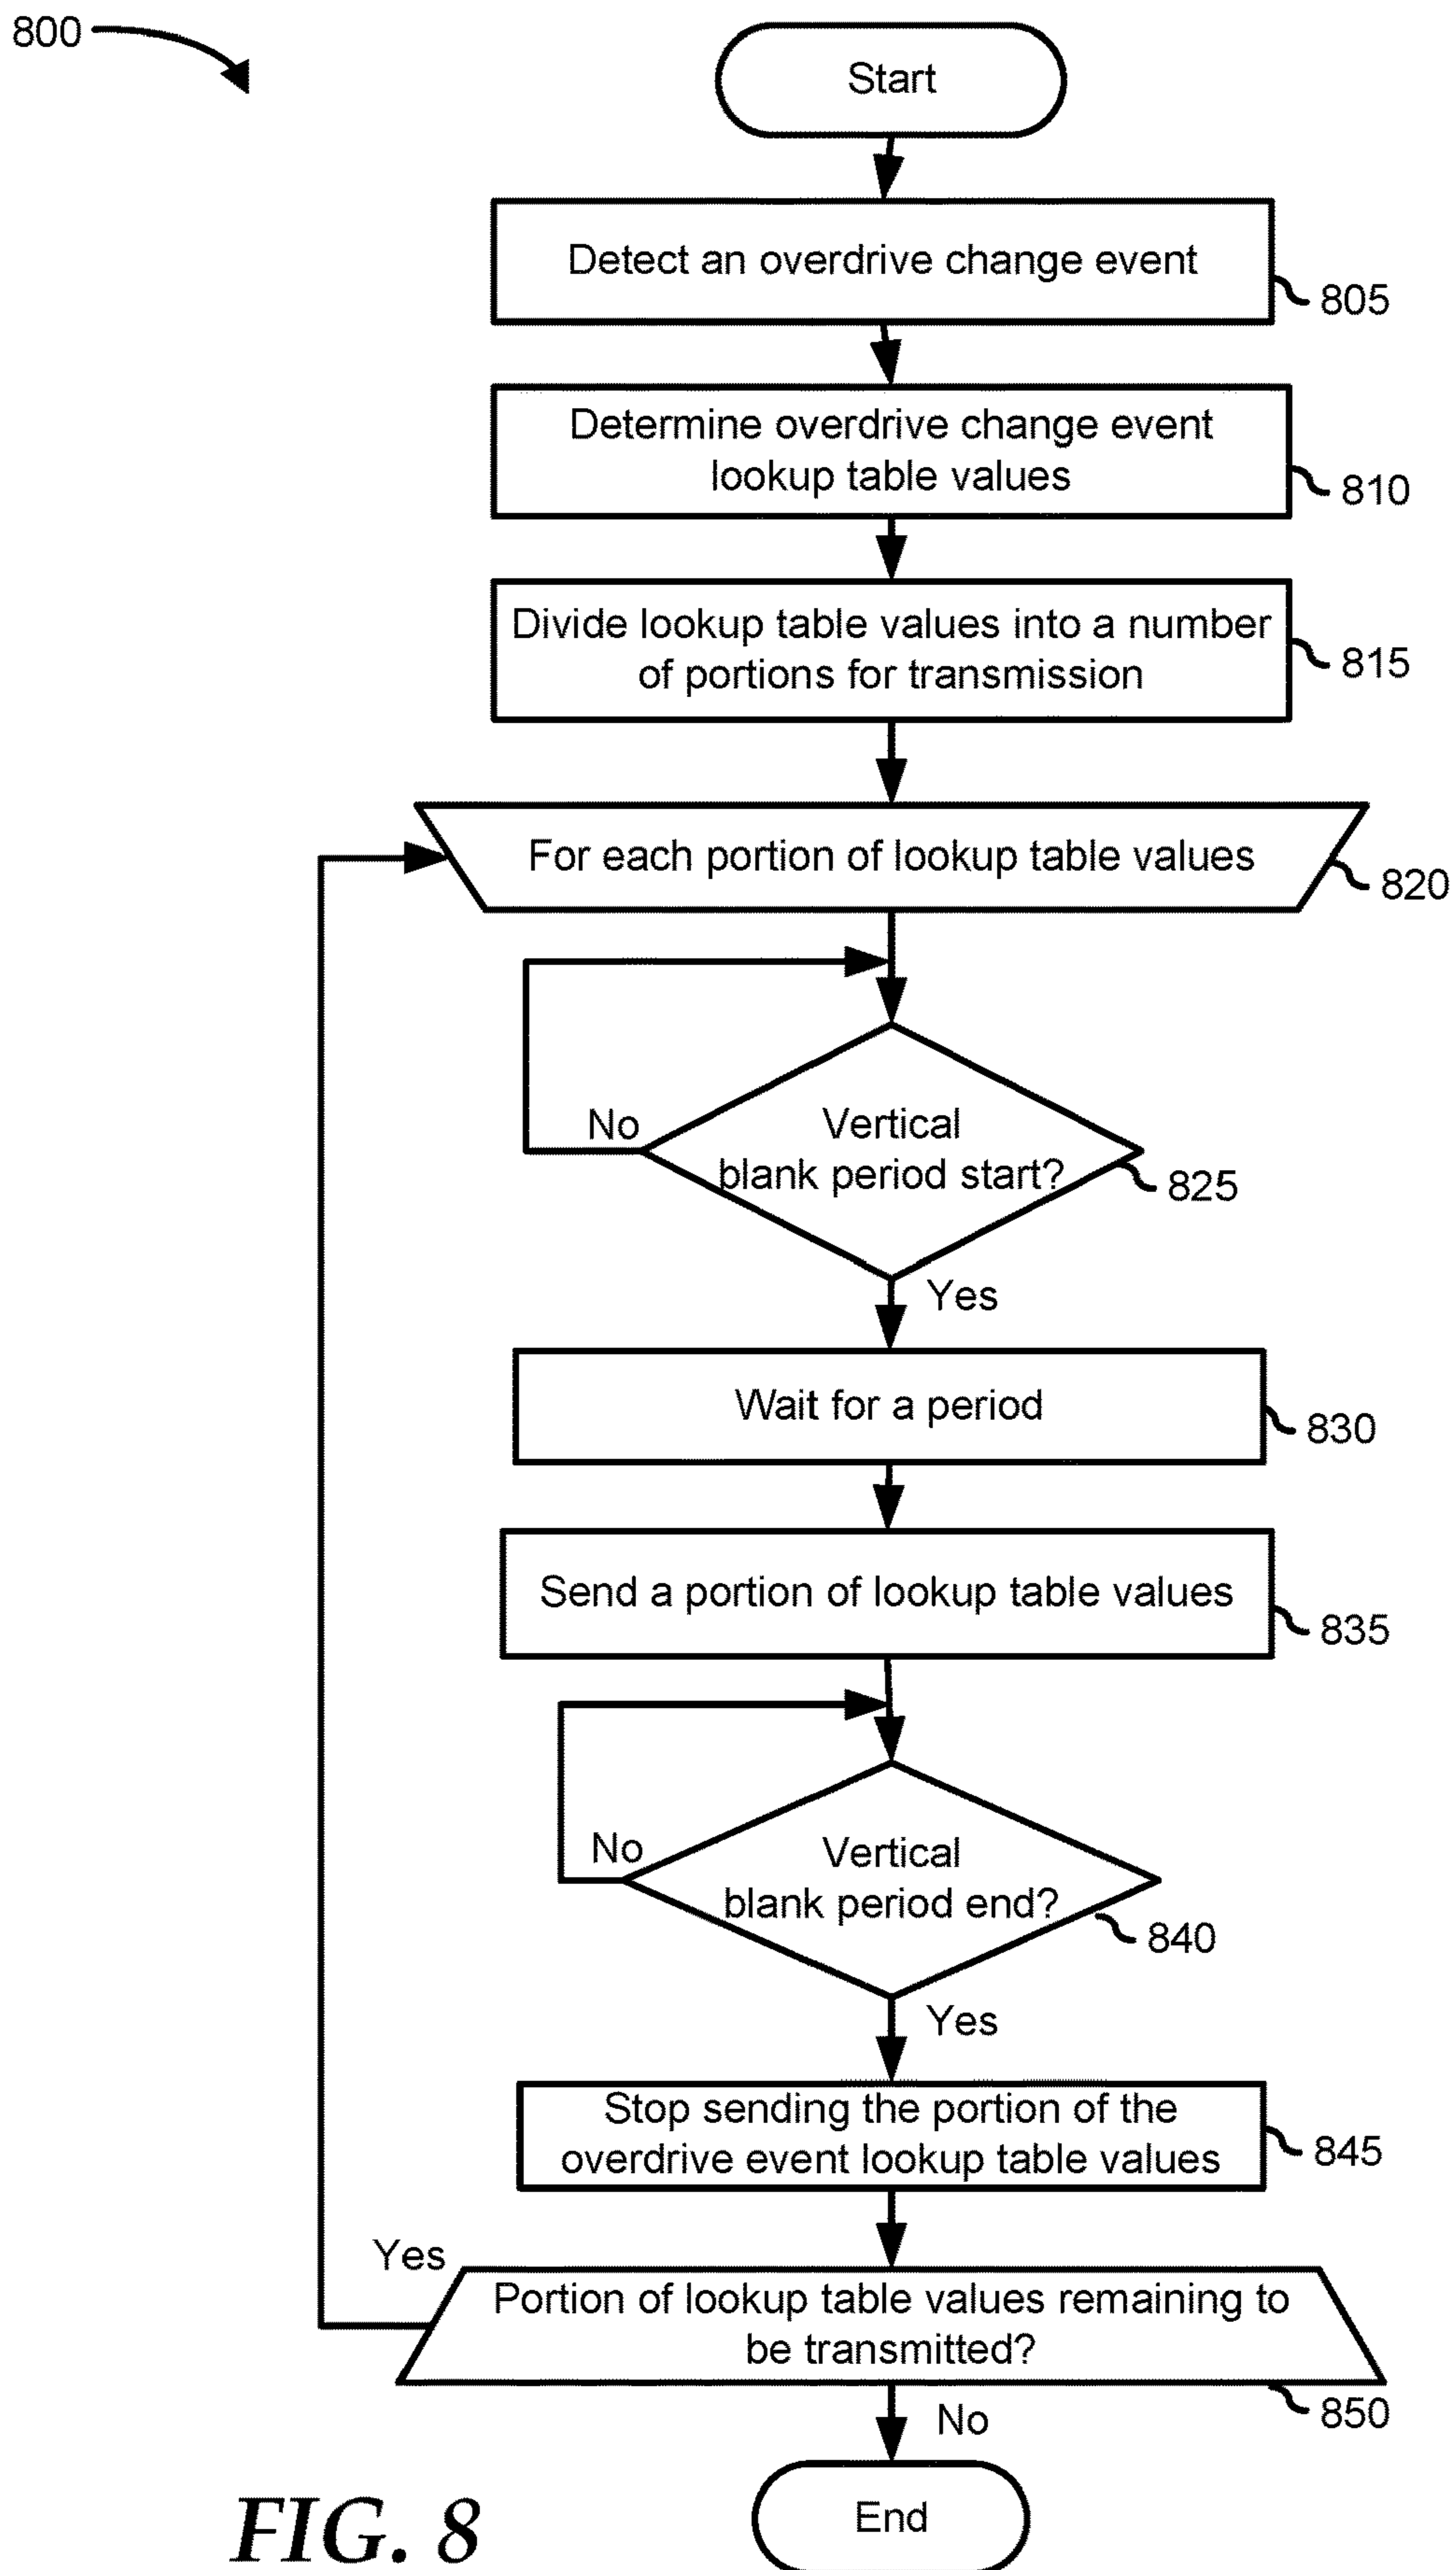 800
Start
Detect an overdrive change event
805
Determine overdrive change event
lookup table values
810
Divide lookup table values into a number
of portions for transmission
815
For each portion of lookup table values
820
No
Vertical
blank period start?
825
Yes
Wait for a period
830
Send a portion of lookup table values
835
No
Vertical
blank period end?
840
Yes
Stop sending the portion of the
overdrive event lookup table values
845
Yes
Portion of lookup table values remaining to
be transmitted?
850
No
End
FIG. 8